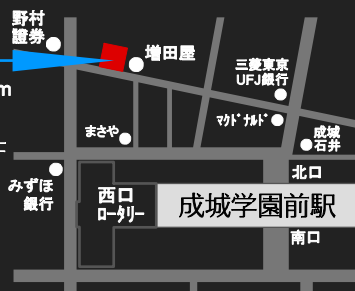 野村
證券
増田屋
三菱東京
UFJ銀行
m
ﾏｸﾄﾞﾅﾙﾄﾞ
まさや
成城
石井
北口
みずほ
銀行
西口
ﾛｰﾀﾘｰ
成城学園前駅
南口